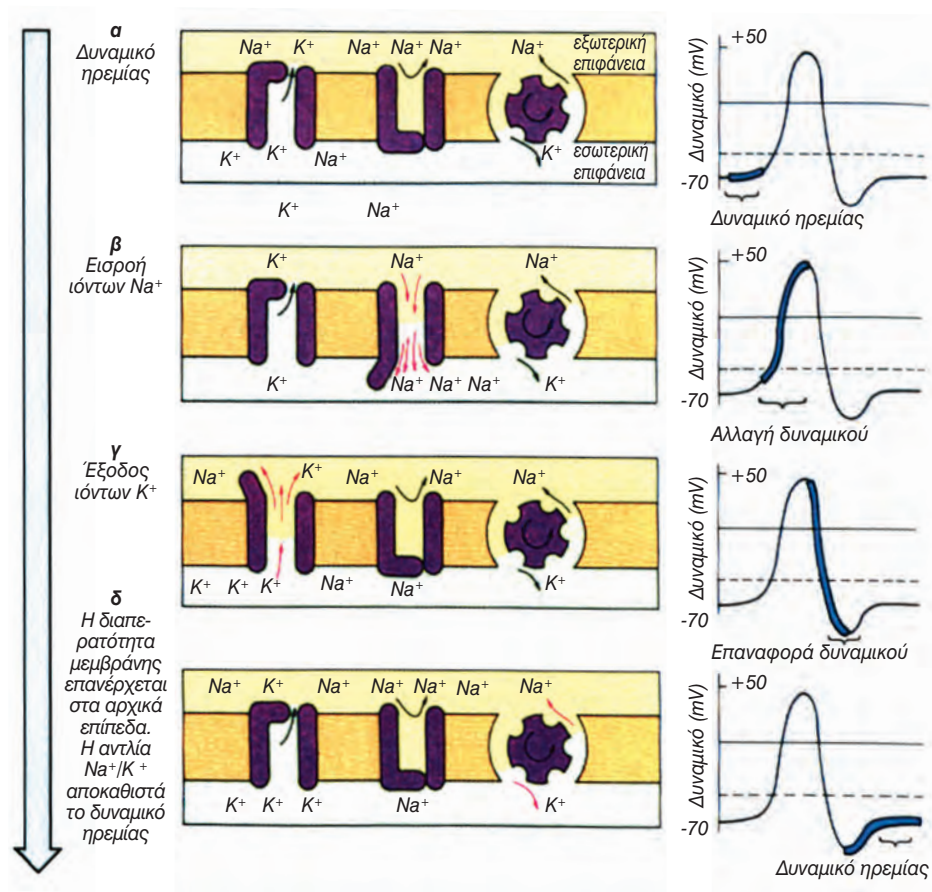 α
Δυναμικό
ηρεμίας
Na⁺ K⁺ Na⁺ Na⁺ Na⁺ Na⁺
εξωτερική
επιφάνεια
K⁺ K⁺ Na⁺ K⁺
εσωτερική
επιφάνεια
K⁺ Na⁺
Δυναμικό (mV)
+50
-70
Δυναμικό ηρεμίας
β
Εισροή
ιόντων Na⁺
K⁺ Na⁺ Na⁺
K⁺ Na⁺ Na⁺ Na⁺ K⁺
Δυναμικό (mV)
+50
-70
Αλλαγή δυναμικού
γ
Έξοδος
ιόντων K⁺
Na⁺ K⁺ Na⁺ Na⁺ Na⁺
K⁺ K⁺ K⁺ Na⁺ Na⁺ K⁺
Δυναμικό (mV)
+50
-70
Επαναφορά δυναμικού
δ
Η διαπε-
ρατότητα
μεμβράνης
επανέρχεται
στα αρχικά
επίπεδα.
Η αντλία
Na⁺/K⁺
αποκαθιστά
το δυναμικό
ηρεμίας
Na⁺ K⁺ Na⁺ Na⁺ Na⁺ Na⁺ Na⁺
K⁺ K⁺ K⁺ Na⁺ K⁺
Δυναμικό (mV)
+50
-70
Δυναμικό ηρεμίας